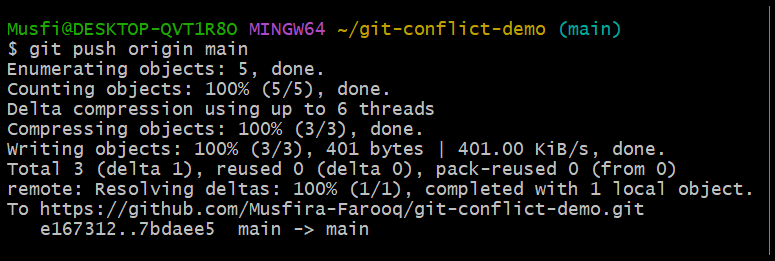 Musfi@DESKTOP-QVT1R8O MINGW64 ~/git-conflict-demo (main)
$ git push origin main
Enumerating objects: 5, done.
Counting objects: 100% (5/5), done.
Delta compression using up to 6 threads
Compressing objects: 100% (3/3), done.
Writing objects: 100% (3/3), 401 bytes | 401.00 KiB/s, done.
Total 3 (delta 1), reused 0 (delta 0), pack-reused 0 (from 0)
remote: Resolving deltas: 100% (1/1), completed with 1 local object.
To https://github.com/Musfira-Farooq/git-conflict-demo.git
   e167312..7bdaee5  main -> main